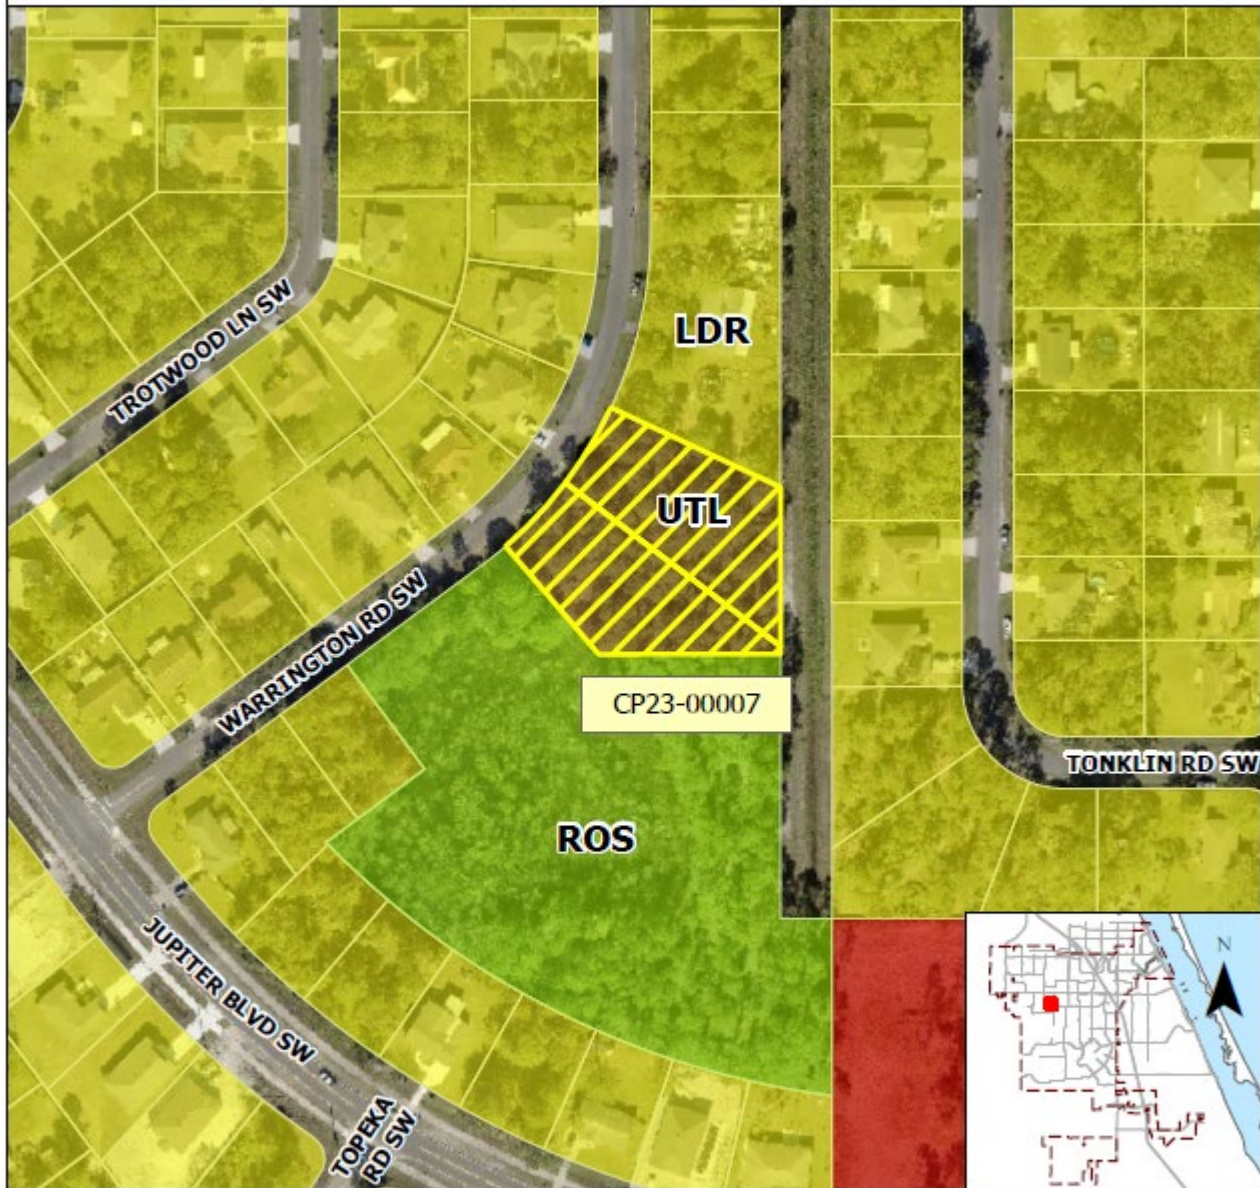 TROTWOOD LN SW
LDR
UTL
WARRINGTON RD SW
CP23-00007
TONKLIN RD SW
ROS
JUPITER BLVD SW
TOPEKA
RD SW
N